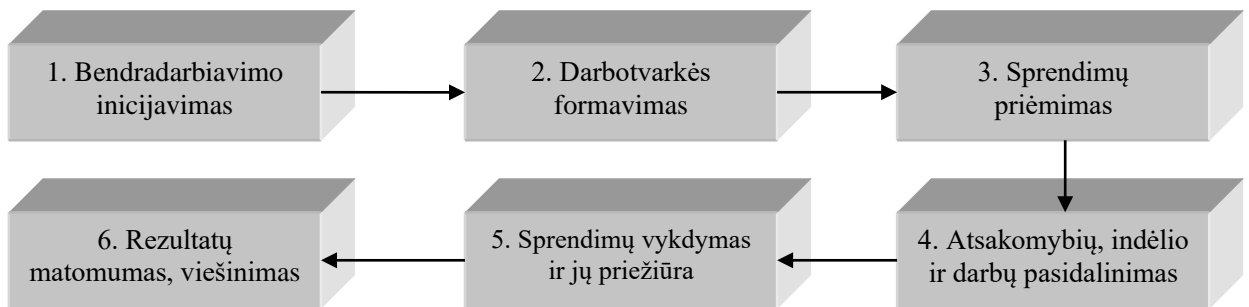 1. Bendradarbiavimo
inicijavimas
2. Darbotvarkės
formavimas
3. Sprendimų
priėmimas
4. Atsakomybių, indėlio
ir darbų pasidalinimas
5. Sprendimų vykdymas
ir jų priežiūra
6. Rezultatų
matomumas, viešinimas